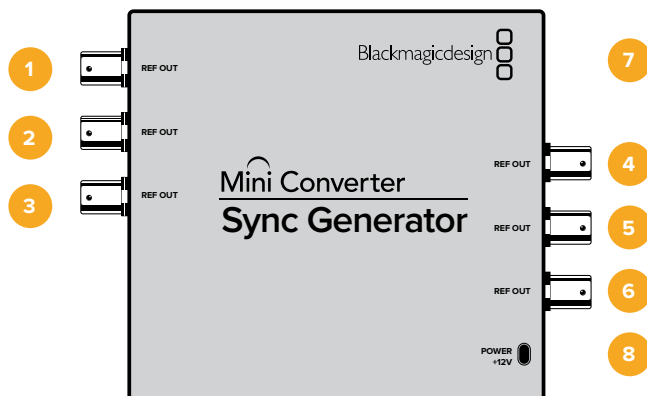 1
REF OUT
2
REF OUT
3
REF OUT
Blackmagicdesign
Mini Converter
Sync Generator
7
REF OUT
4
REF OUT
5
REF OUT
6
POWER
+12V
8